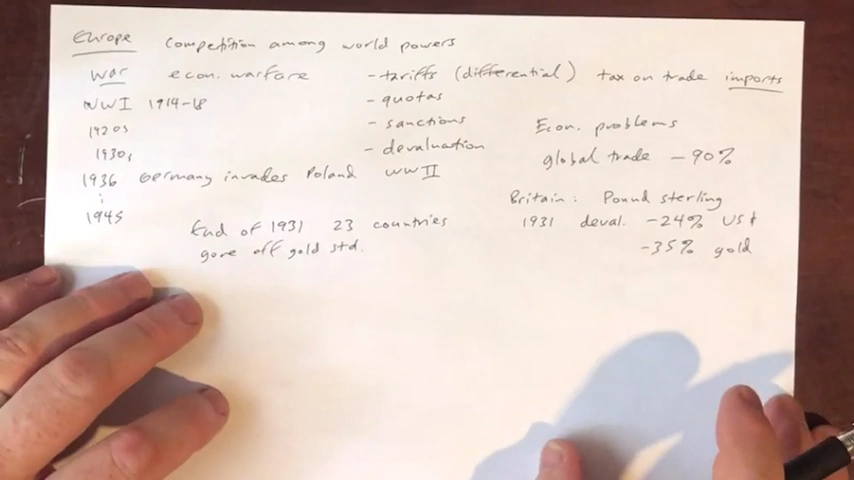 Europe Competition among world powers
War econ. warfare - tariffs (differential) tax on trade imports
WWI 1914-18 - quotas
1920s - sanctions Econ. problems
1930s - devaluation global trade -90%
1936 Germany invades Poland WWII
: Britain: Pound sterling
1945 1931 deval. -24% US$
End of 1931 23 countries -35% gold
gone off gold std.